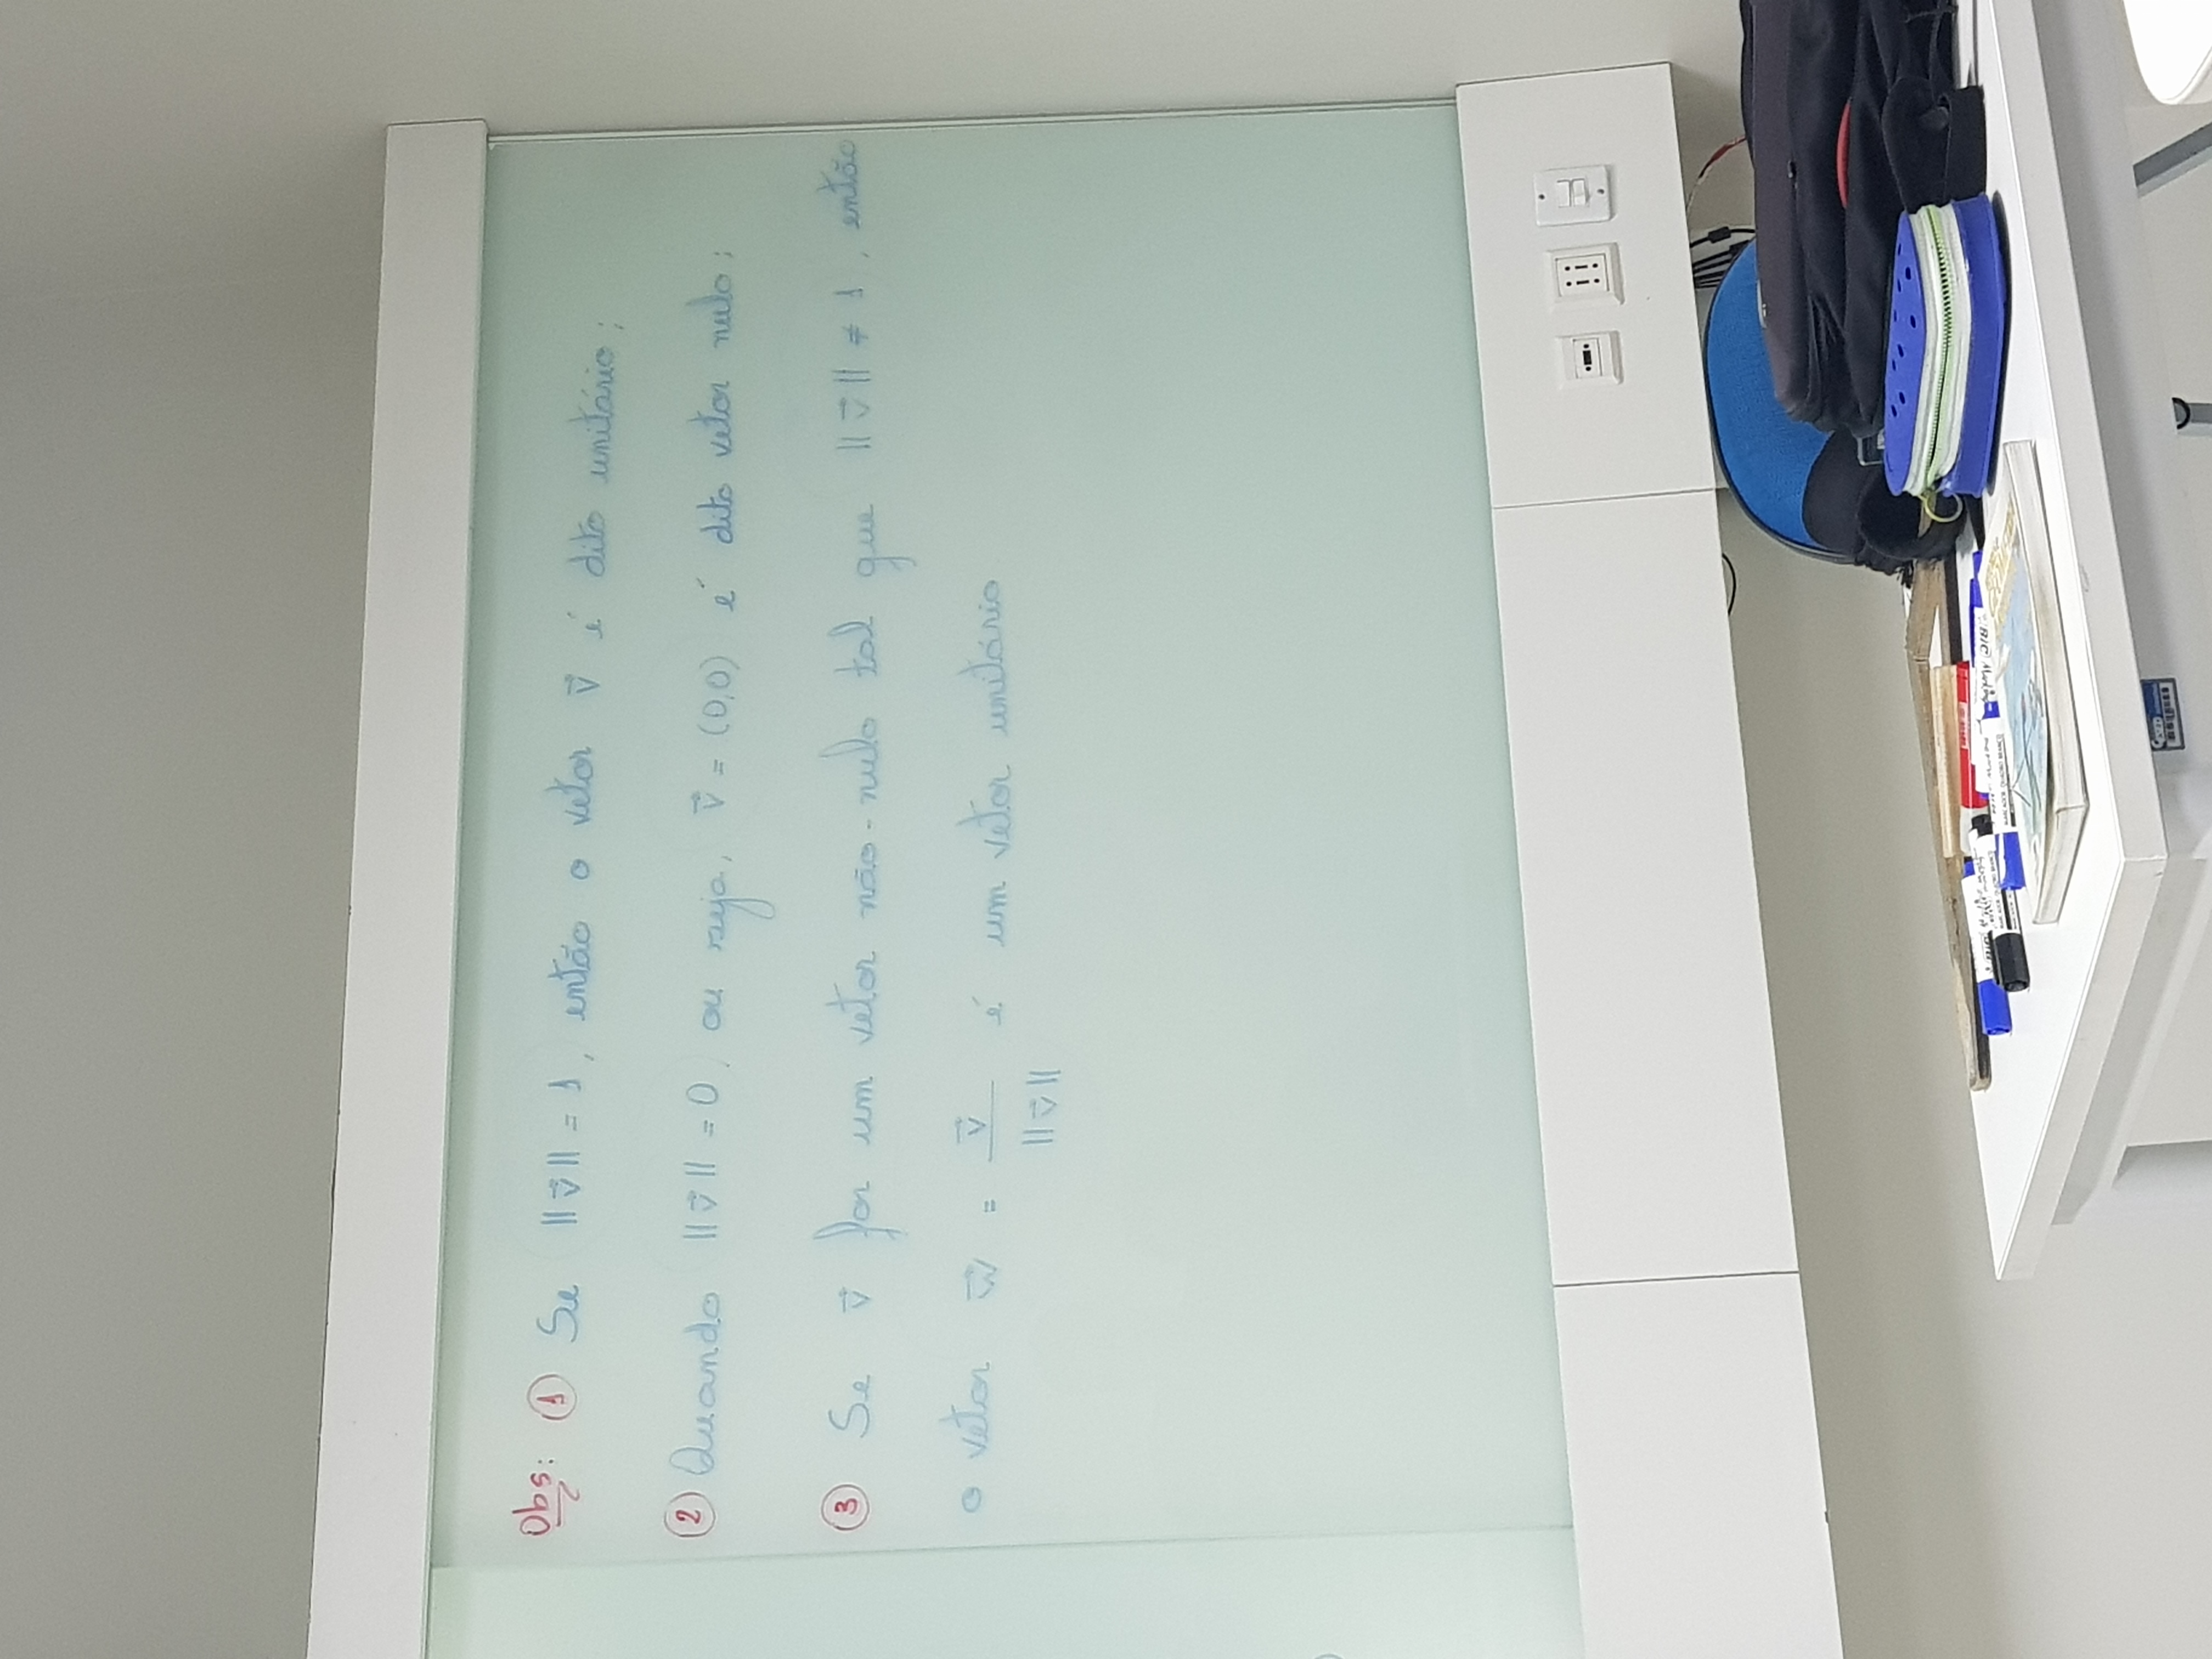 Obs: ① Se ||v⃗|| = 1, então o vetor v⃗ é dito unitário;
② Quando ||v⃗|| = 0, ou seja, v⃗ = (0,0) é dito vetor nulo;
③ Se v⃗ for um vetor não-nulo tal que ||v⃗|| ≠ 1, então
o vetor w⃗ = v⃗ / ||v⃗|| é um vetor unitário